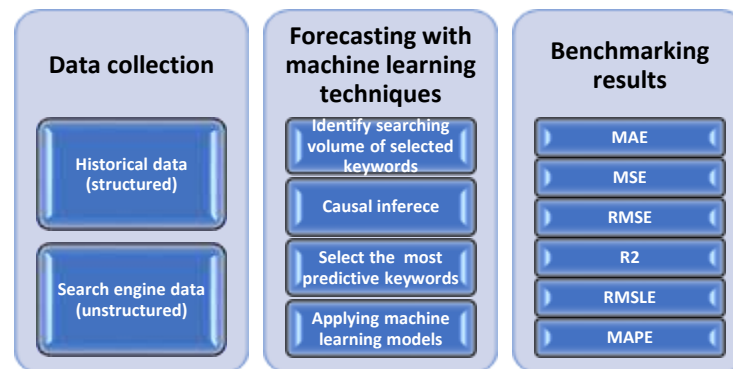 Data collection
Historical data
(structured)
Search engine data
(unstructured)
Forecasting with
machine learning
techniques
Identify searching
volume of selected
keywords
Causal inferece
Select the most
predictive keywords
Applying machine
learning models
Benchmarking
results
MAE
MSE
RMSE
R2
RMSLE
MAPE